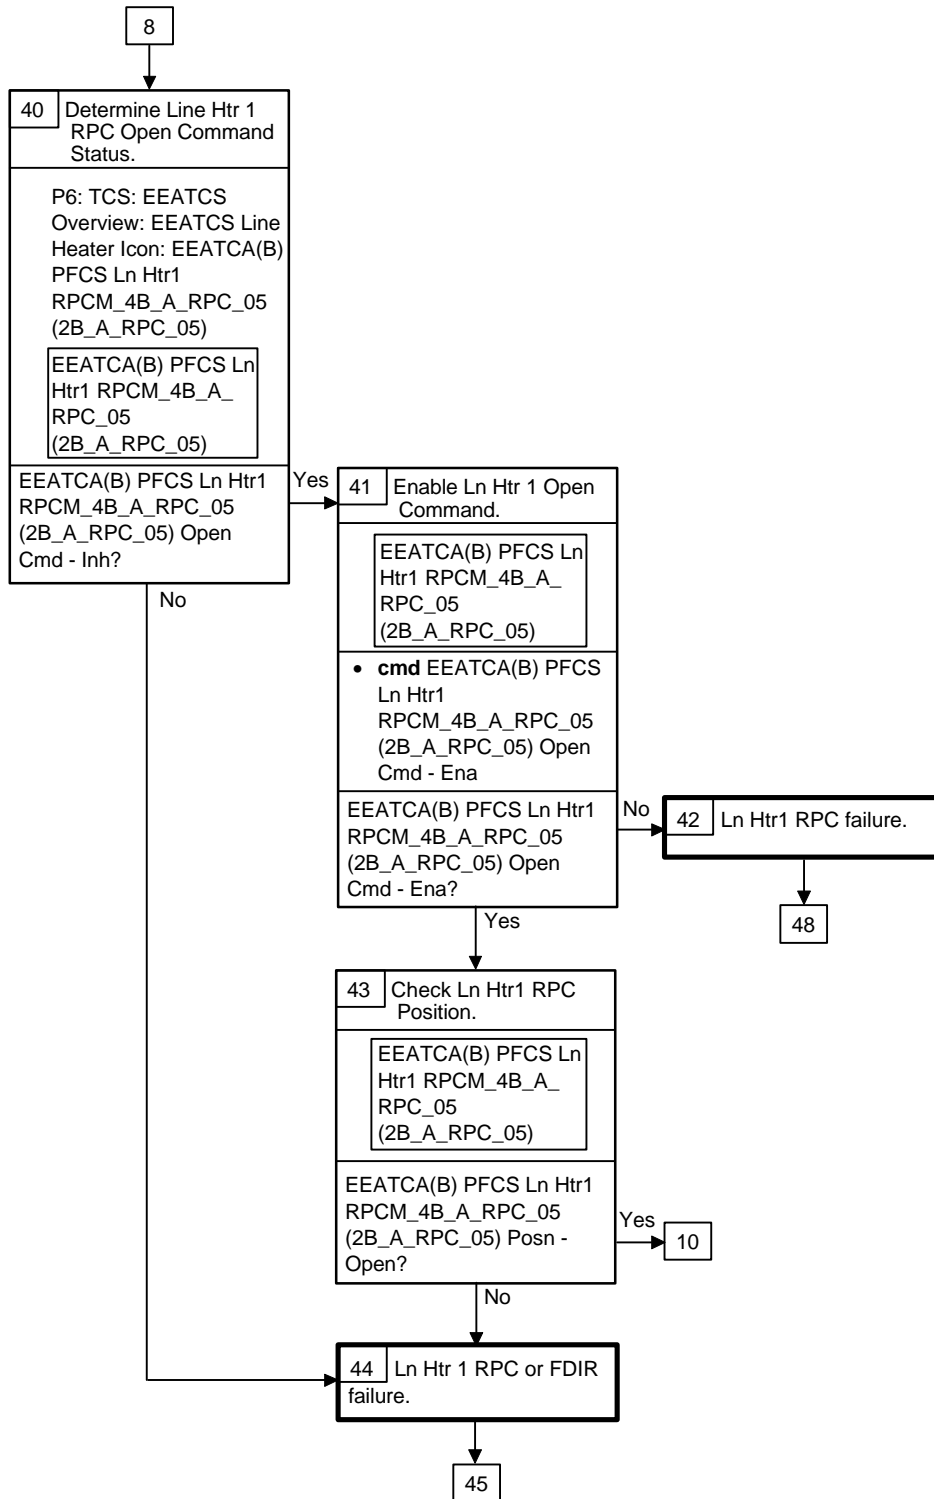 8
40 Determine Line Htr 1
RPC Open Command
Status.
P6: TCS: EEATCS
Overview: EEATCS Line
Heater Icon: EEATCA(B)
PFCS Ln Htr1
RPCM_4B_A_RPC_05
(2B_A_RPC_05)
EEATCA(B) PFCS Ln
Htr1 RPCM_4B_A_
RPC_05
(2B_A_RPC_05)
EEATCA(B) PFCS Ln Htr1
RPCM_4B_A_RPC_05
(2B_A_RPC_05) Open
Cmd - Inh?
Yes
No
41 Enable Ln Htr 1 Open
Command.
EEATCA(B) PFCS Ln
Htr1 RPCM_4B_A_
RPC_05
(2B_A_RPC_05)
• cmd EEATCA(B) PFCS
Ln Htr1
RPCM_4B_A_RPC_05
(2B_A_RPC_05) Open
Cmd - Ena
EEATCA(B) PFCS Ln Htr1
RPCM_4B_A_RPC_05
(2B_A_RPC_05) Open
Cmd - Ena?
No
42 Ln Htr1 RPC failure.
48
Yes
43 Check Ln Htr1 RPC
Position.
EEATCA(B) PFCS Ln
Htr1 RPCM_4B_A_
RPC_05
(2B_A_RPC_05)
EEATCA(B) PFCS Ln Htr1
RPCM_4B_A_RPC_05
(2B_A_RPC_05) Posn -
Open?
Yes
10
No
44 Ln Htr 1 RPC or FDIR
failure.
45